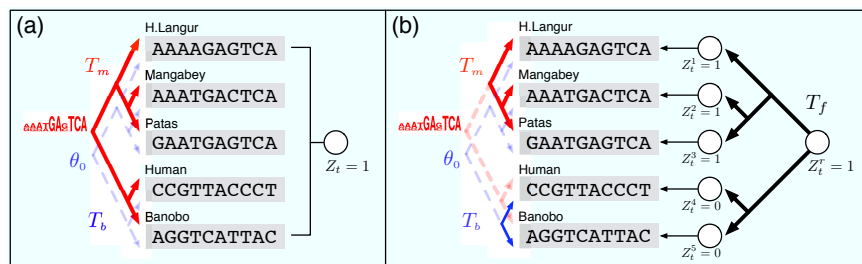 (a)
H.Langur
AAAAGAGTCA
T_m
Mangabey
AAATGACTCA
AAATGAGTCA
Patas
GAATGAGTCA
θ_0
Z_t = 1
Human
CCGTTACCCT
T_b
Banobo
AGGTCATTAC
(b)
H.Langur
AAAAGAGTCA
Z_t^1 = 1
T_m
Mangabey
AAATGACTCA
Z_t^2 = 1
T_f
AAATGAGTCA
Patas
GAATGAGTCA
Z_t^3 = 1
Z_t^r = 1
θ_0
Human
CCGTTACCCT
Z_t^4 = 0
T_b
Banobo
AGGTCATTAC
Z_t^5 = 0